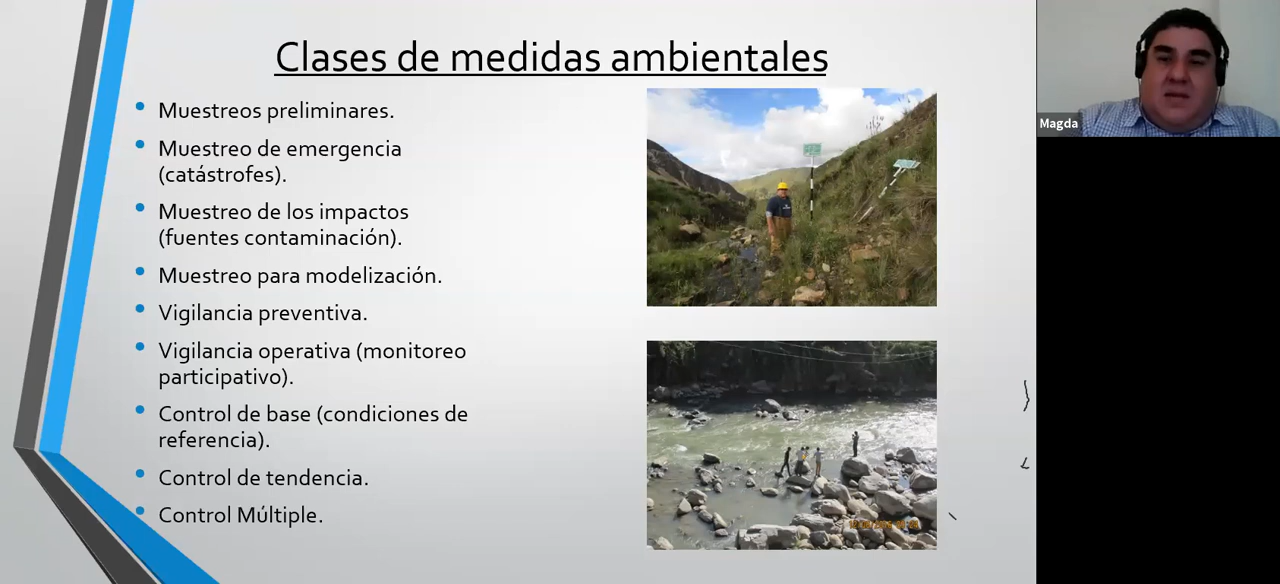 Clases de medidas ambientales
Muestreos preliminares.
Muestreo de emergencia
(catástrofes).
Muestreo de los impactos
(fuentes contaminación).
Muestreo para modelización.
Vigilancia preventiva.
Vigilancia operativa (monitoreo
participativo).
Control de base (condiciones de
referencia).
Control de tendencia.
Control Múltiple.
Magda